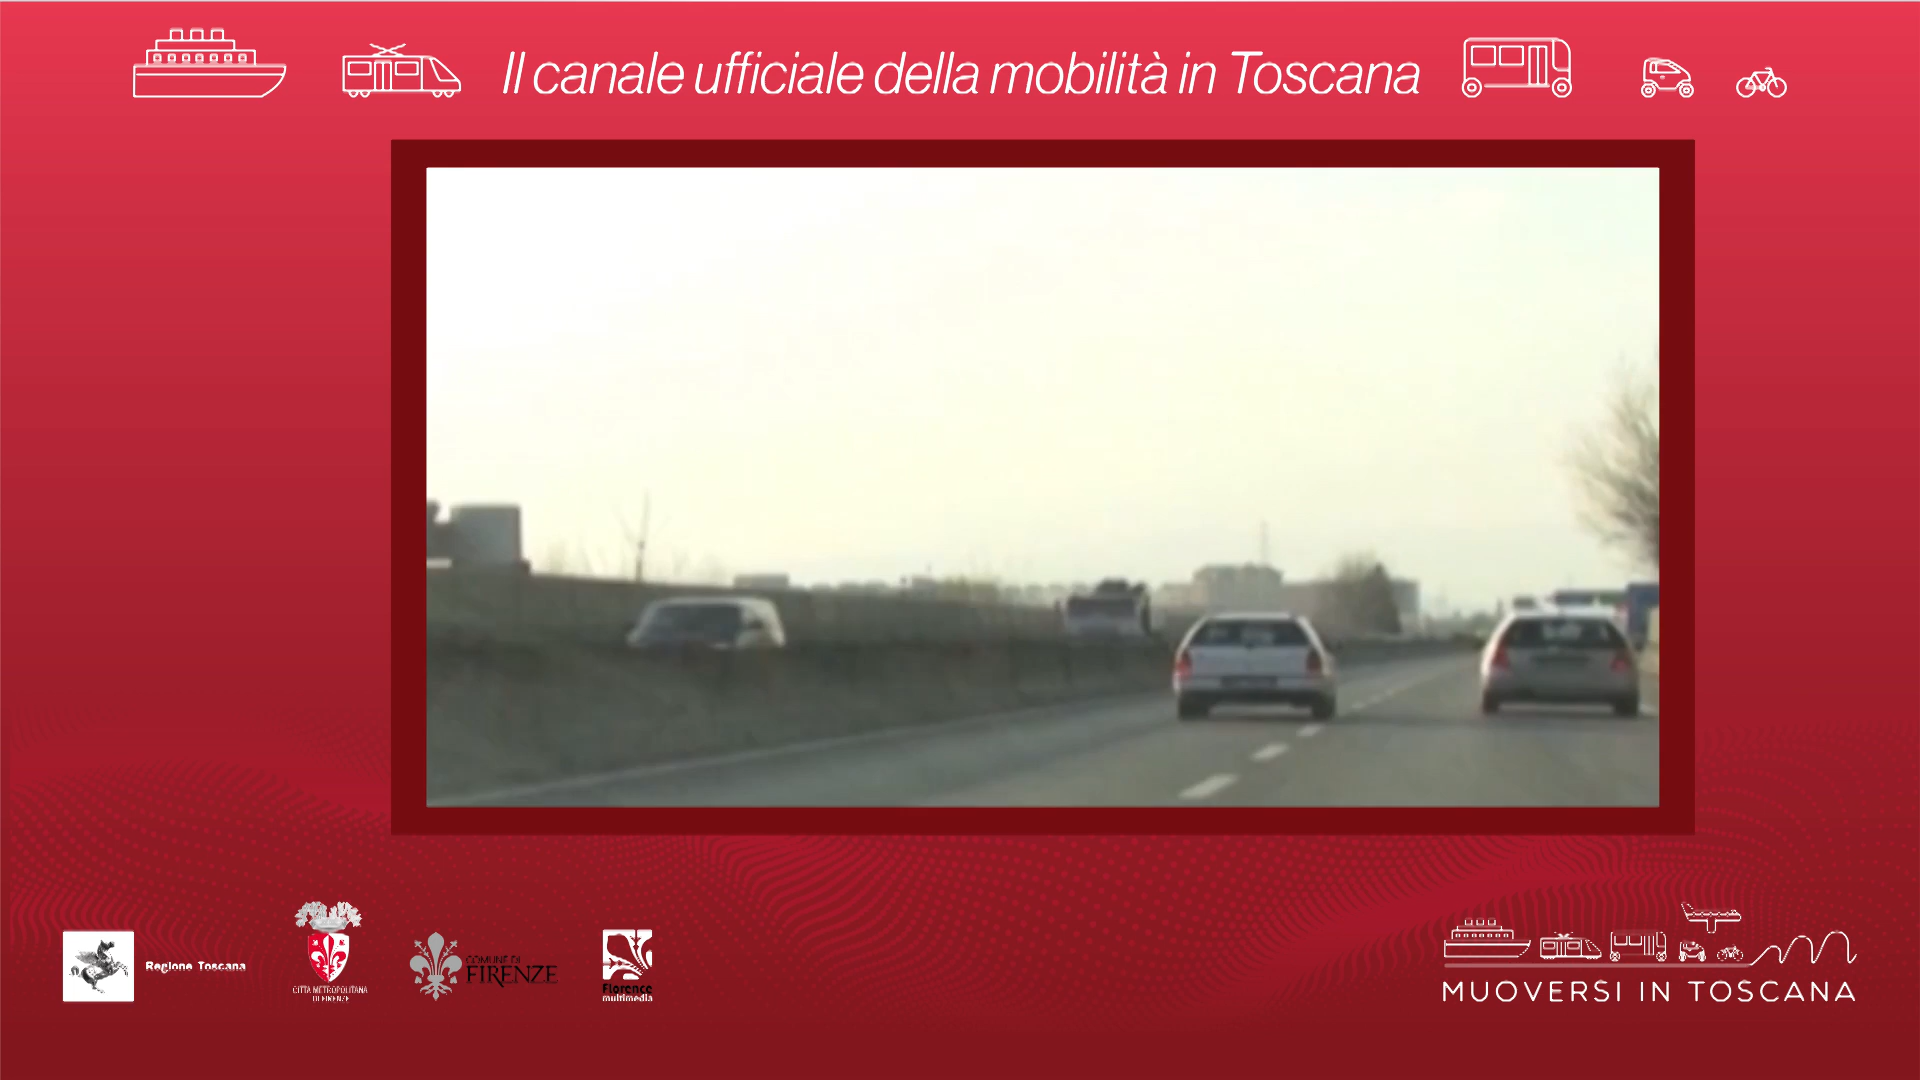 Il canale ufficiale della mobilità in Toscana
Regione Toscana
CITTÀ METROPOLITANA
DI FIRENZE
COMUNE DI
FIRENZE
Florence
multimedia
MUOVERSI IN TOSCANA